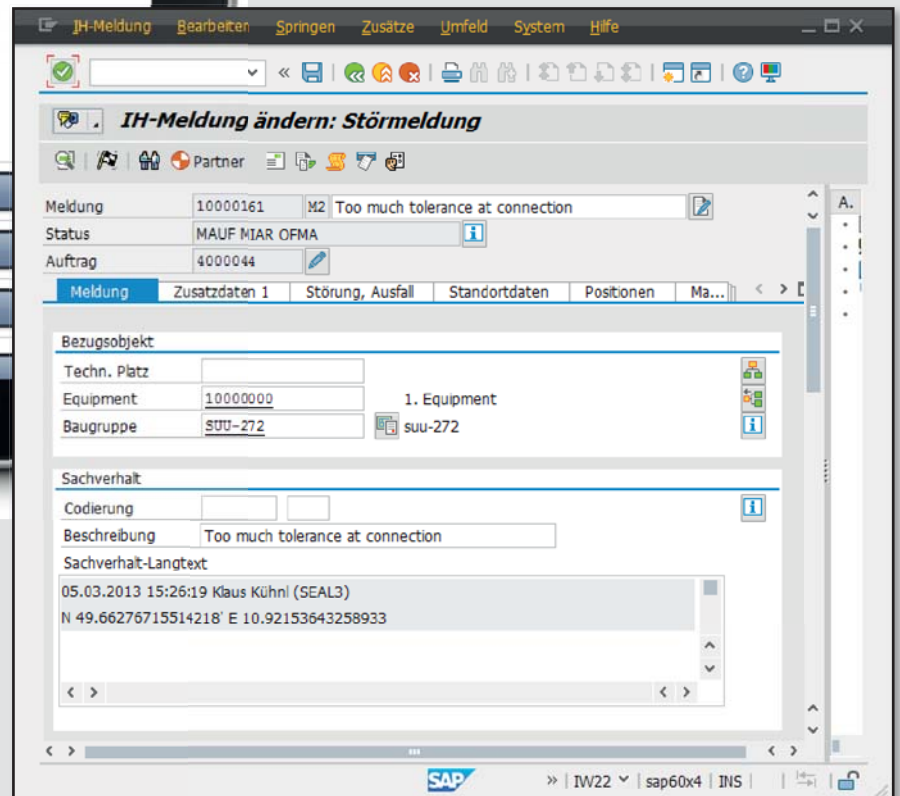 IH-Meldung Bearbeiten Springen Zusätze Umfeld System Hilfe
IH-Meldung ändern: Störmeldung
Partner
Meldung 10000161 M2 Too much tolerance at connection
A.
Status MAUF MIAR OFMA
Auftrag 4000044
Meldung Zusatzdaten 1 Störung, Ausfall Standortdaten Positionen Ma...
Bezugsobjekt
Techn. Platz
Equipment 10000000 1. Equipment
Baugruppe SUU-272 suu-272
Sachverhalt
Codierung
Beschreibung Too much tolerance at connection
Sachverhalt-Langtext
05.03.2013 15:26:19 Klaus Kühnl (SEAL3)
N 49.66276715514218' E 10.92153643258933
SAP » IW22 sap60x4 INS